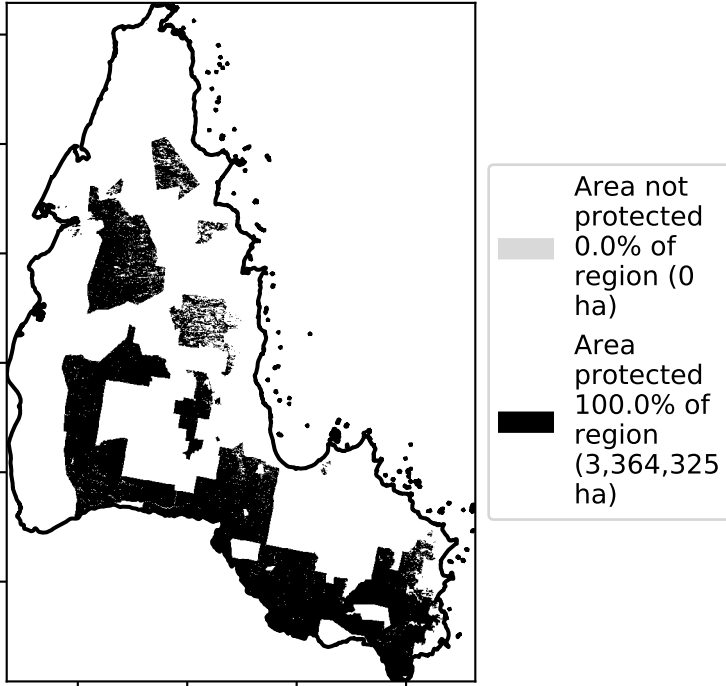 Area not
protected
0.0% of
region (0
ha)
Area
protected
100.0% of
region
(3,364,325
ha)